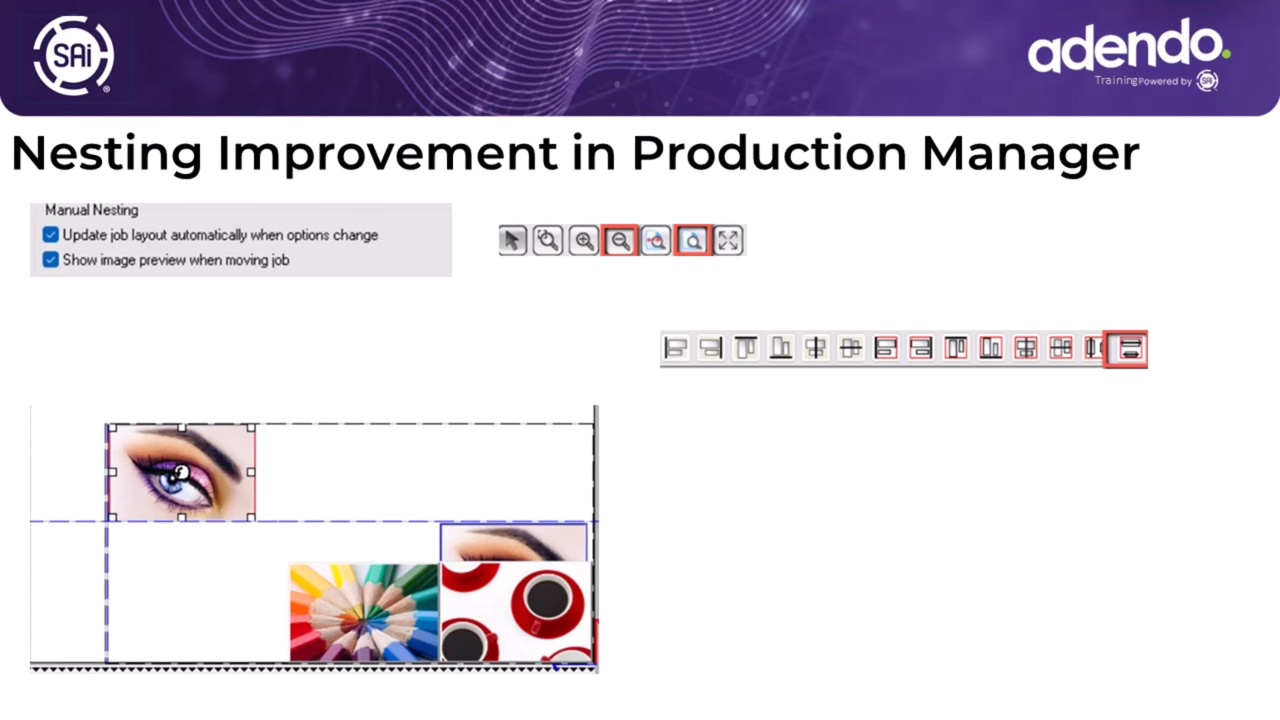 SAi
®
adendo.
Training Powered by SAi
Nesting Improvement in Production Manager
Manual Nesting
Update job layout automatically when options change
Show image preview when moving job